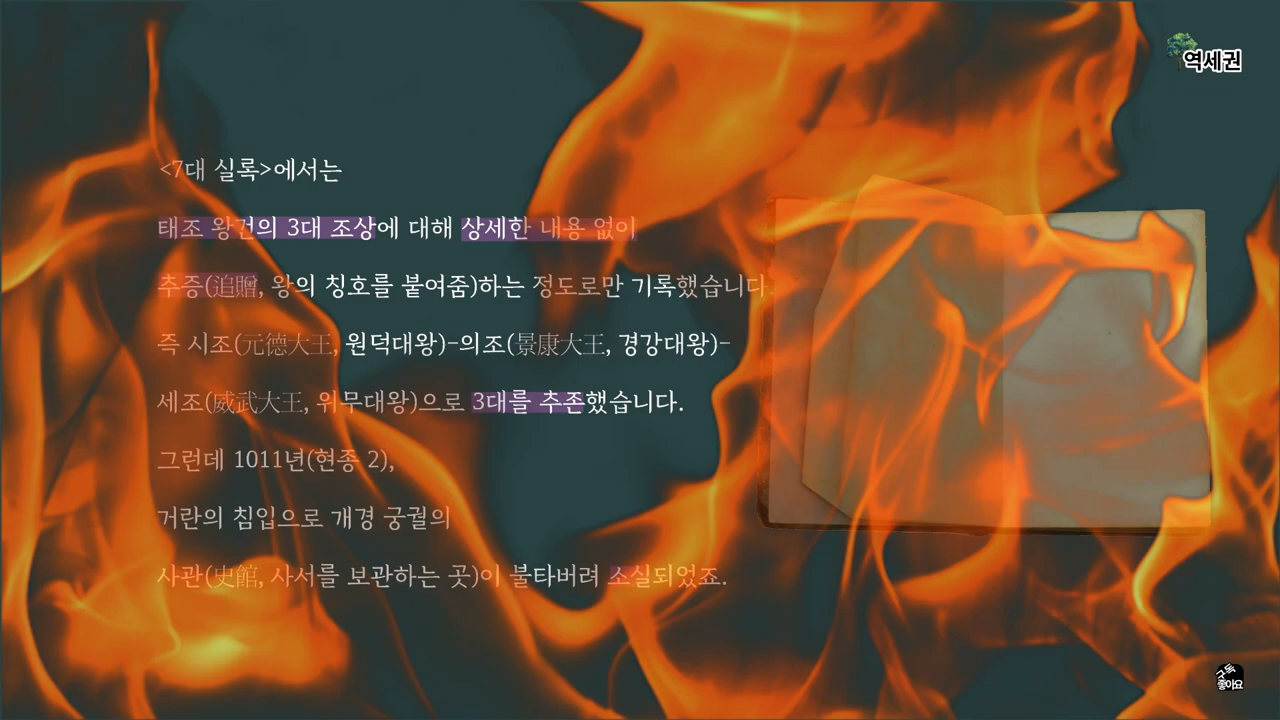 역세권
<7대 실록>에서는
태조 왕건의 3대 조상에 대해 상세한 내용 없이
추증(追贈, 왕의 칭호를 붙여줌)하는 정도로만 기록했습니다.
즉 시조(元德大王, 원덕대왕)-의조(景康大王, 경강대왕)-
세조(威武大王, 위무대왕)으로 3대를 추존했습니다.
그런데 1011년(현종 2),
거란의 침입으로 개경 궁궐의
사관(史館, 사서를 보관하는 곳)이 불타버려 소실되었죠.
구독
좋아요